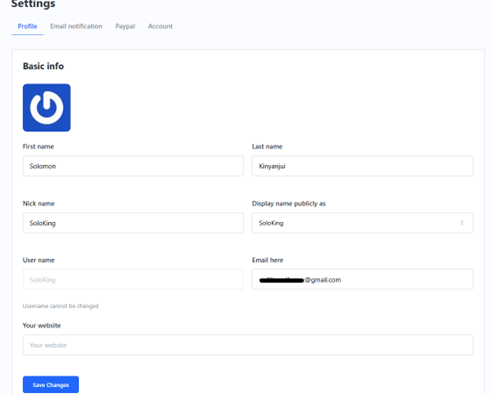 Settings
Profile Email notification Paypal Account
Basic info
First name Last name
Solomon Kinyanjui
Nick name Display name publicly as
SoloKing SoloKing
User name Email here
SoloKing @gmail.com
Username cannot be changed
Your website
Your website
Save Changes